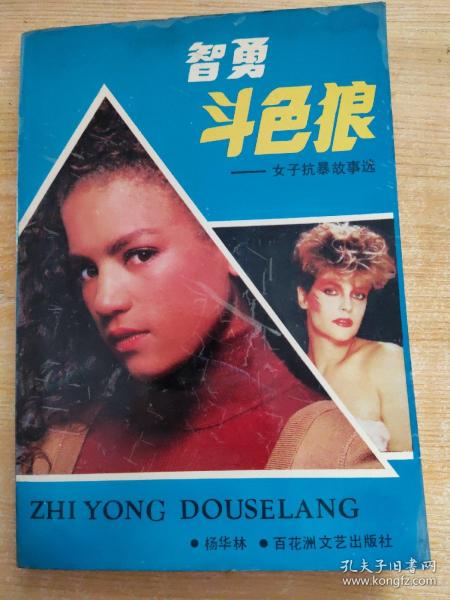 智勇
斗色狼
——女子抗暴故事选
ZHI YONG DOUSELANG
●杨华林 ●百花洲文艺出版社
孔夫子旧书网
www.kongfz.com